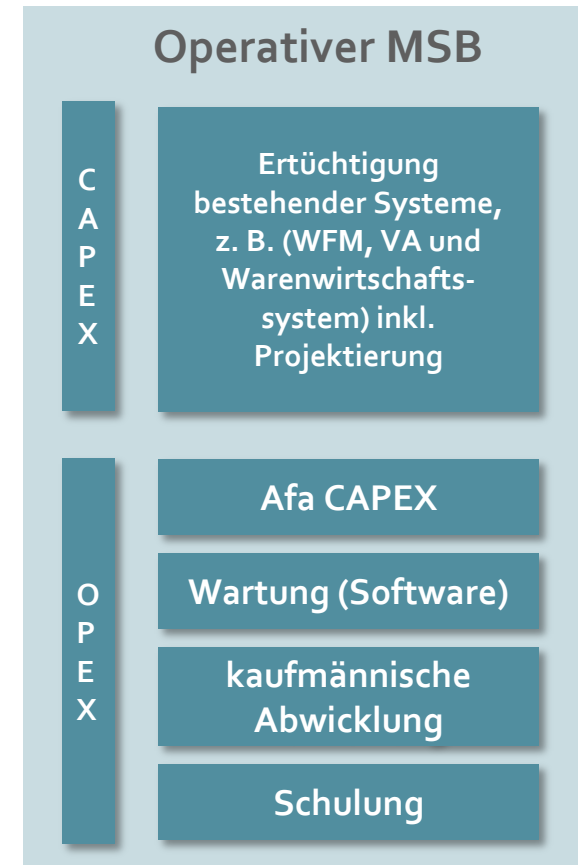 Operativer MSB
C
A
P
E
X
Ertüchtigung
bestehender Systeme,
z. B. (WFM, VA und
Warenwirtschafts-
system) inkl.
Projektierung
O
P
E
X
Afa CAPEX
Wartung (Software)
kaufmännische
Abwicklung
Schulung